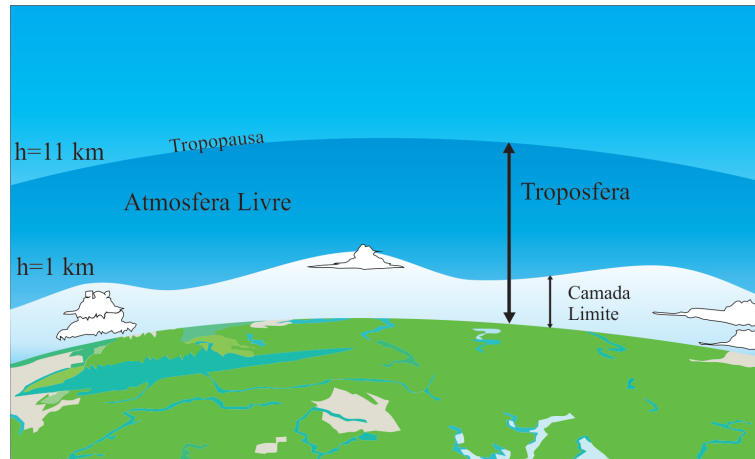 Tropopausa
h=11 km
Atmosfera Livre
Troposfera
h=1 km
Camada
Limite